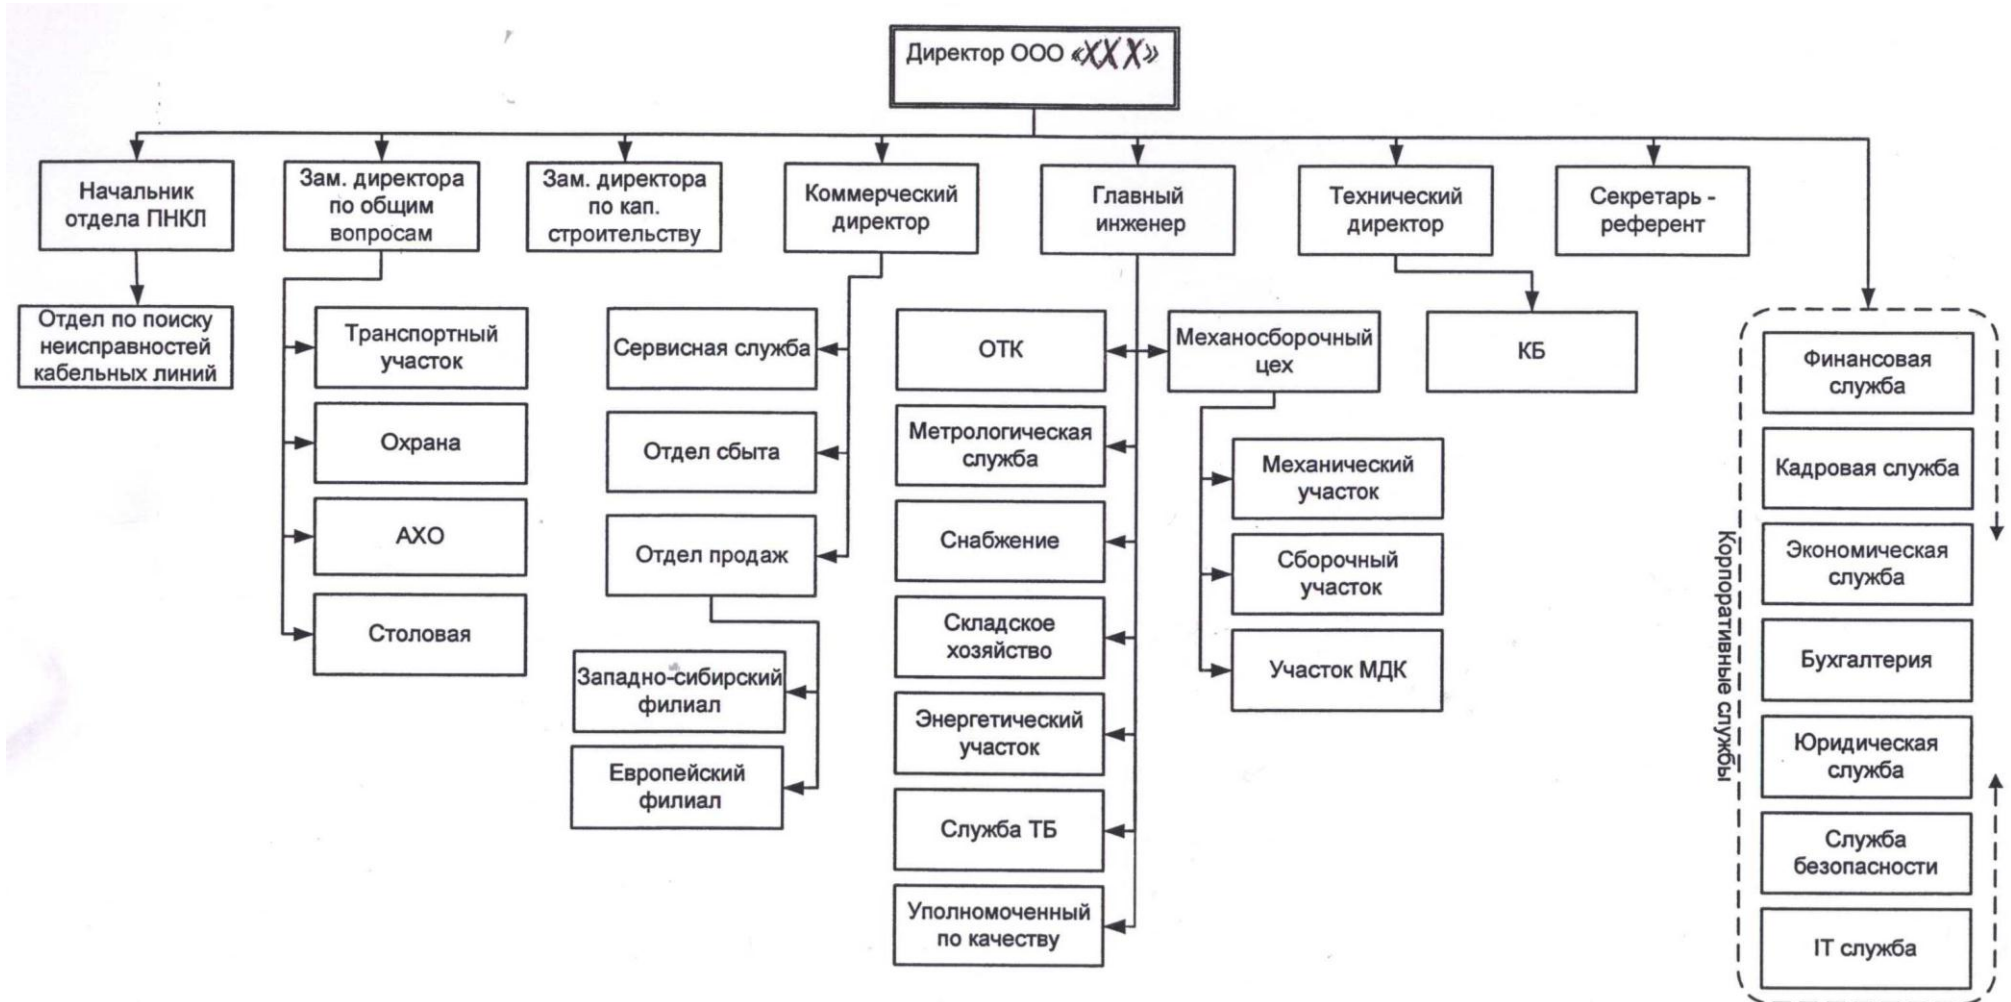 Директор ООО «ХХХ»
Начальник
отдела ПНКЛ
Зам. директора
по общим
вопросам
Зам. директора
по кап.
строительству
Коммерческий
директор
Главный
инженер
Технический
директор
Секретарь -
референт
Отдел по поиску
неисправностей
кабельных линий
Транспортный
участок
Охрана
АХО
Столовая
Сервисная служба
Отдел сбыта
Отдел продаж
Западно-сибирский
филиал
Европейский
филиал
ОТК
Метрологическая
служба
Снабжение
Складское
хозяйство
Энергетический
участок
Служба ТБ
Уполномоченный
по качеству
Механосборочный
цех
Механический
участок
Сборочный
участок
Участок МДК
КБ
Корпоративные службы
Финансовая
служба
Кадровая служба
Экономическая
служба
Бухгалтерия
Юридическая
служба
Служба
безопасности
IT служба